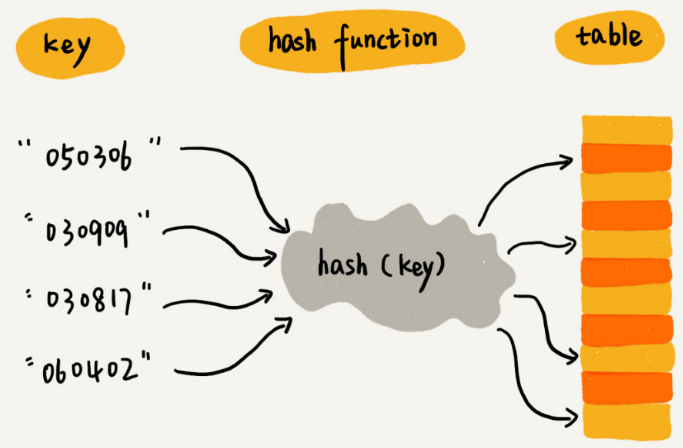 key
hash function
table
" 050306 "
"030909"
"030817"
"060402"
hash (key)